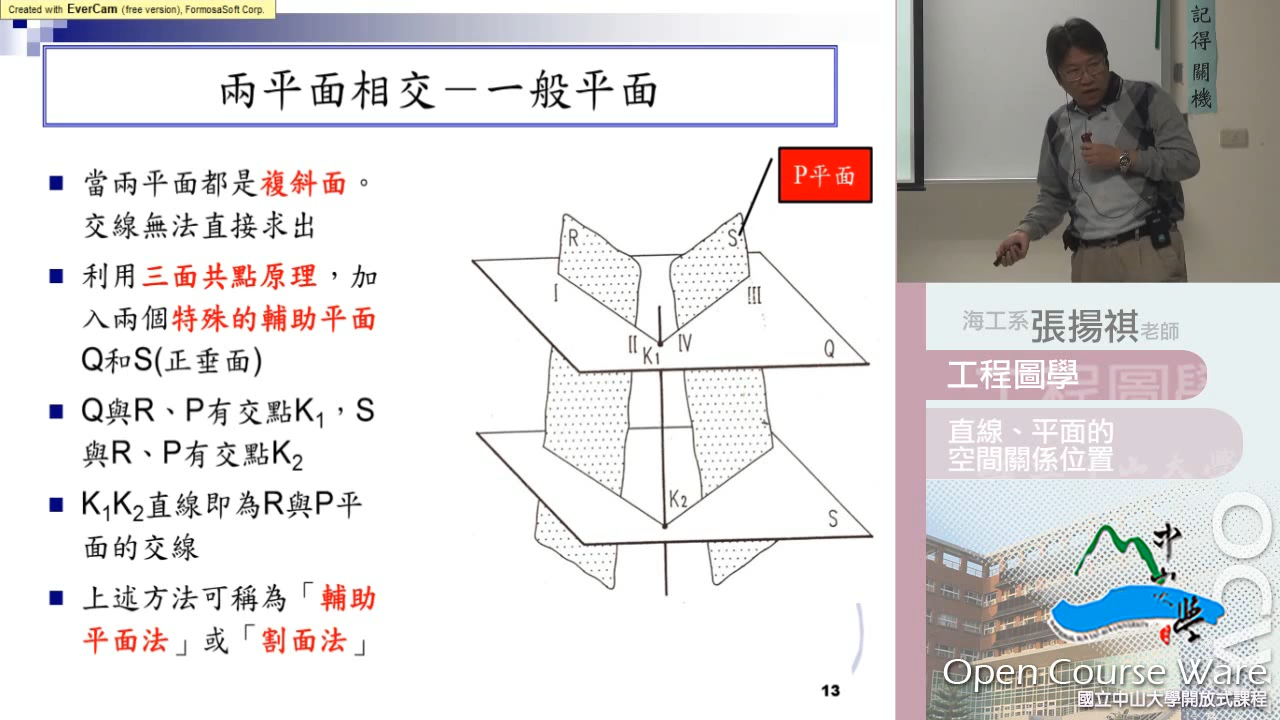 Created with EverCam (free version), FormosaSoft Corp.
兩平面相交－一般平面
當兩平面都是複斜面。
交線無法直接求出
利用三面共點原理，加
入兩個特殊的輔助平面
Q和S(正垂面)
Q與R、P有交點K1，S
與R、P有交點K2
K1K2直線即為R與P平
面的交線
上述方法可稱為「輔助
平面法」或「割面法」
P平面
R
S
I
III
II
K1
IV
Q
K2
S
13
記得關機
海工系張揚祺老師
工程圖學
直線、平面的
空間關係位置
中山大學
OCW
Open Course Ware
國立中山大學開放式課程